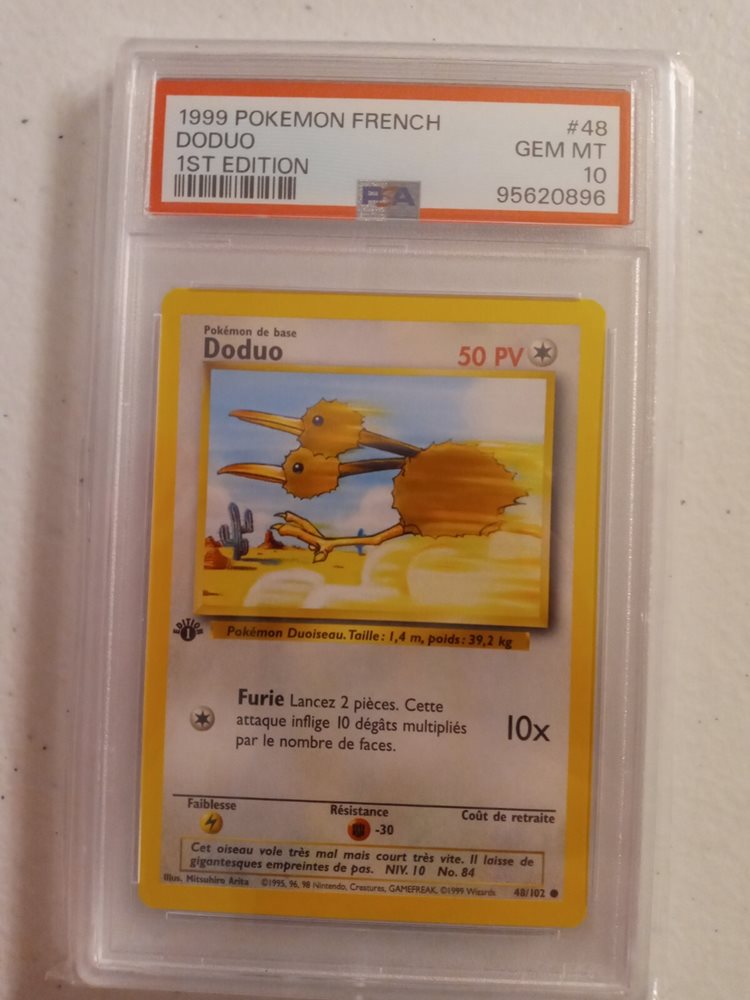 1999 POKEMON FRENCH #48
DODUO GEM MT
1ST EDITION 10
PSA 95620896
Pokémon de base
Doduo 50 PV
EDITION 1
Pokémon Duoiseau. Taille : 1,4 m, poids : 39,2 kg
Furie Lancez 2 pièces. Cette
attaque inflige 10 dégâts multipliés
par le nombre de faces.
10x
Faiblesse Résistance Coût de retraite
-30
Cet oiseau vole très mal mais court très vite. Il laisse de
gigantesques empreintes de pas. NIV. 10 No. 84
Illus. Mitsuhiro Arita ©1995, 96, 98 Nintendo, Creatures, GAMEFREAK. ©1999 Wizards 48/102